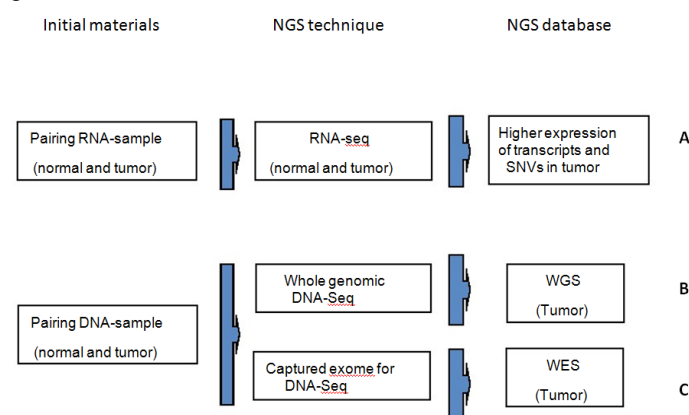 Initial materials NGS technique NGS database
Pairing RNA-sample
(normal and tumor)
RNA-seq
(normal and tumor)
Higher expression
of transcripts and
SNVs in tumor
A
Pairing DNA-sample
(normal and tumor)
Whole genomic
DNA-Seq
WGS
(Tumor)
B
Captured exome for
DNA-Seq
WES
(Tumor)
C